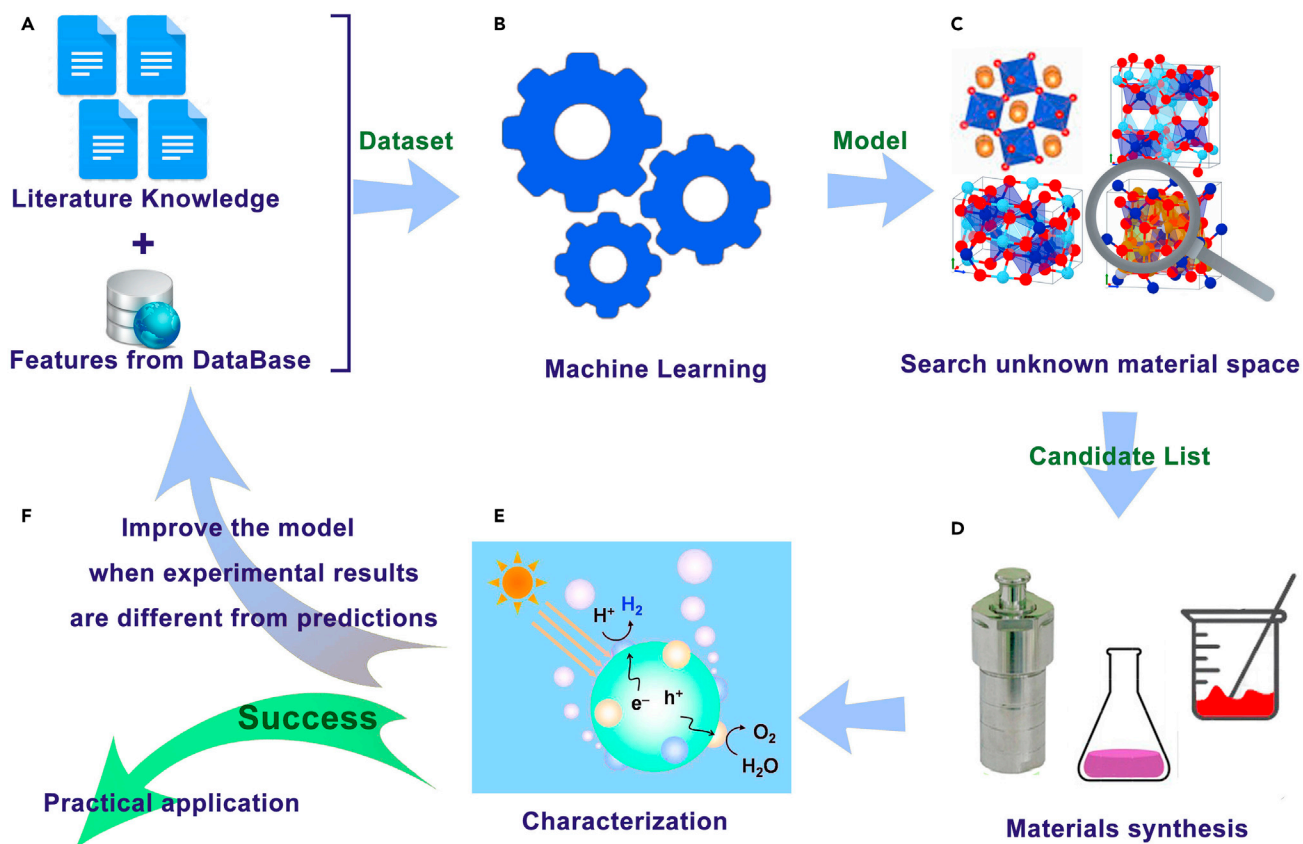 A
Literature Knowledge
+
Features from DataBase
Dataset
B
Machine Learning
Model
C
Search unknown material space
Candidate List
D
Materials synthesis
E
H⁺
H₂
e⁻
h⁺
O₂
H₂O
Characterization
F
Improve the model
when experimental results
are different from predictions
Success
Practical application